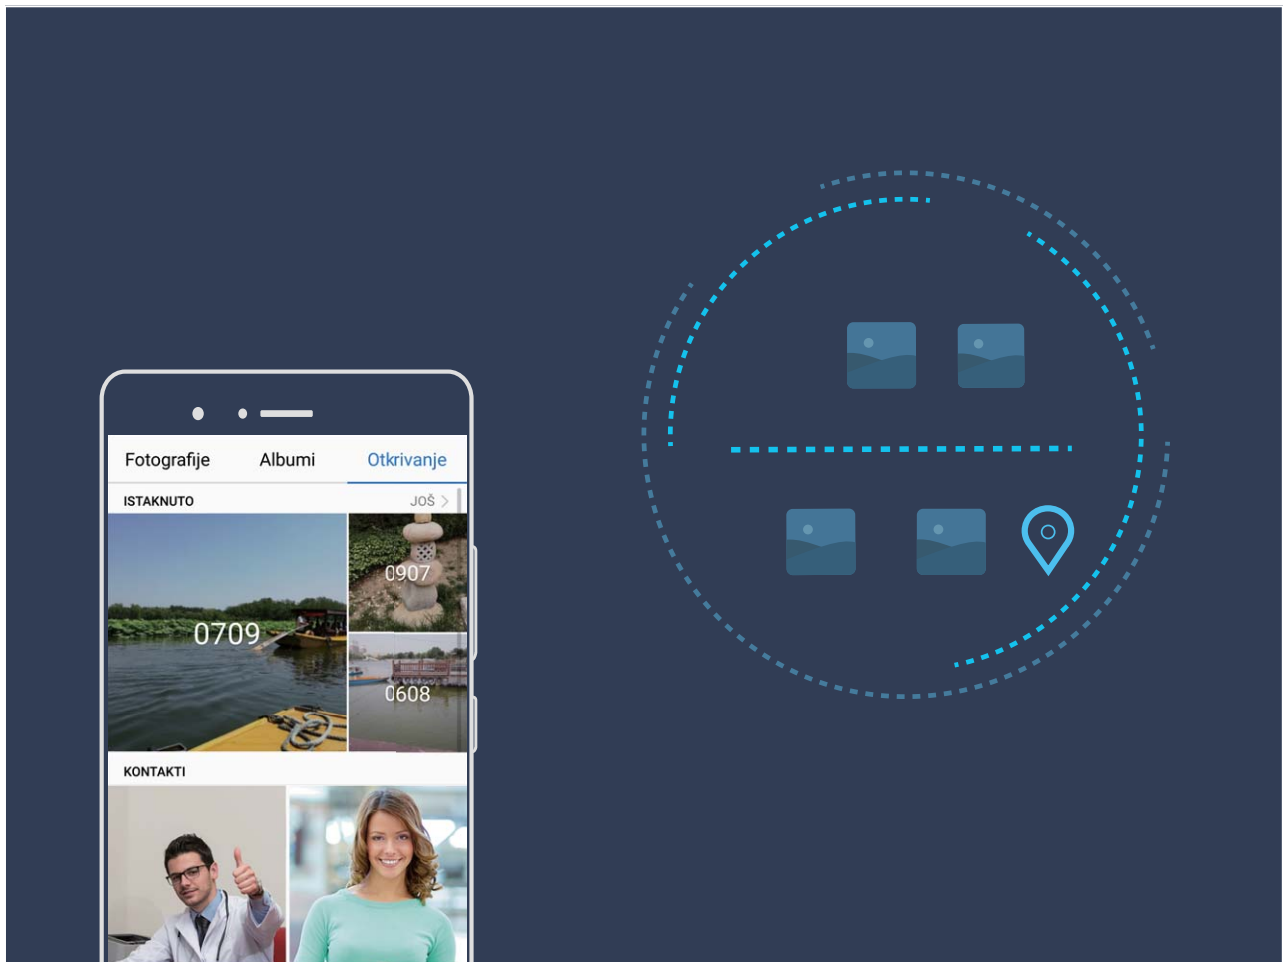 Fotografije Albumi Otkrivanje
ISTAKNUTO JOŠ
0907
0709
0608
KONTAKTI